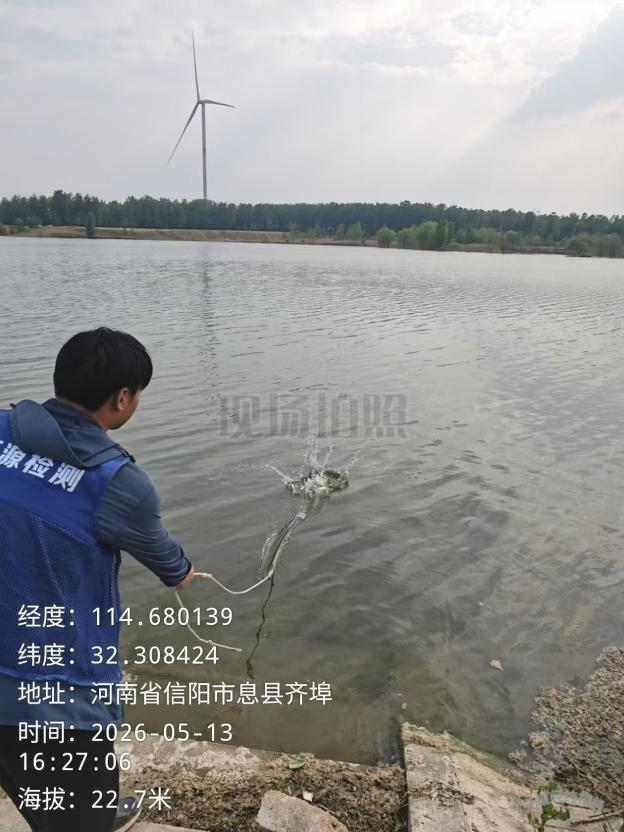 现场拍照
源检测
经度：114.680139
纬度：32.308424
地址：河南省信阳市息县齐埠
时间：2026-05-13
16:27:06
海拔：22.7米